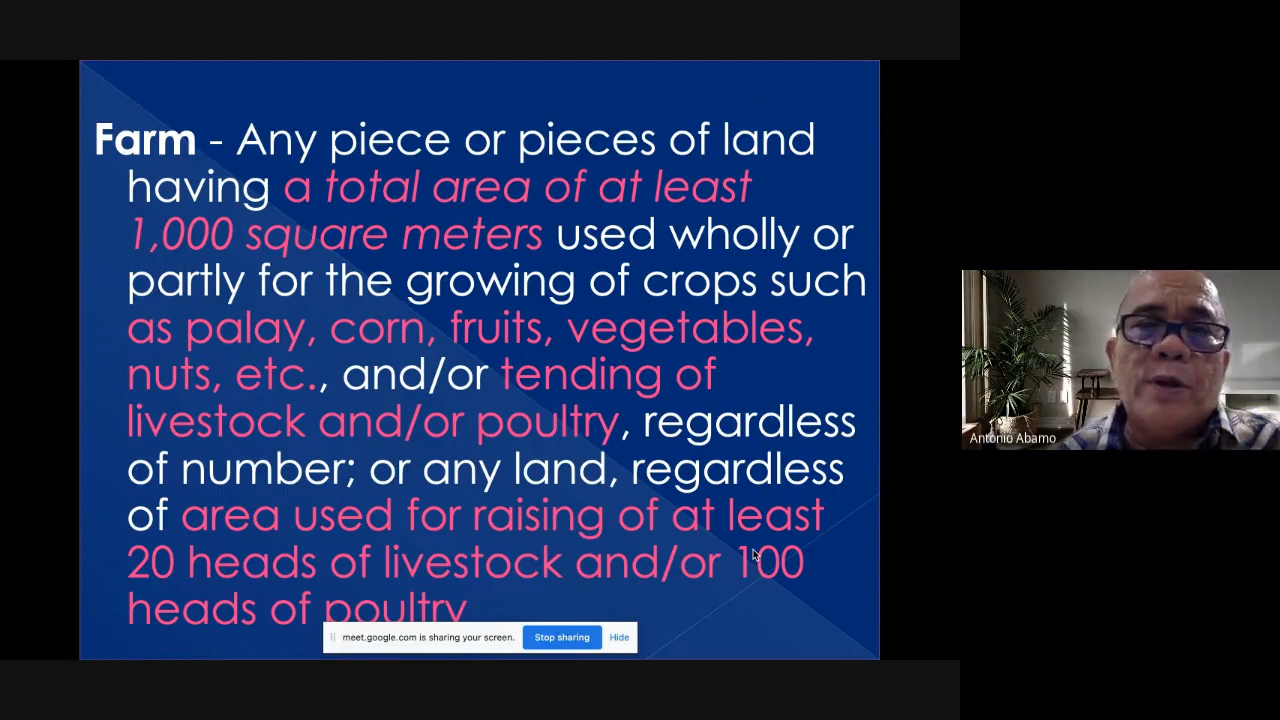 Farm - Any piece or pieces of land
having a total area of at least
1,000 square meters used wholly or
partly for the growing of crops such
as palay, corn, fruits, vegetables,
nuts, etc., and/or tending of
livestock and/or poultry, regardless
of number; or any land, regardless
of area used for raising of at least
20 heads of livestock and/or 100
heads of poultry
meet.google.com is sharing your screen. Stop sharing Hide
Antonio Abamo